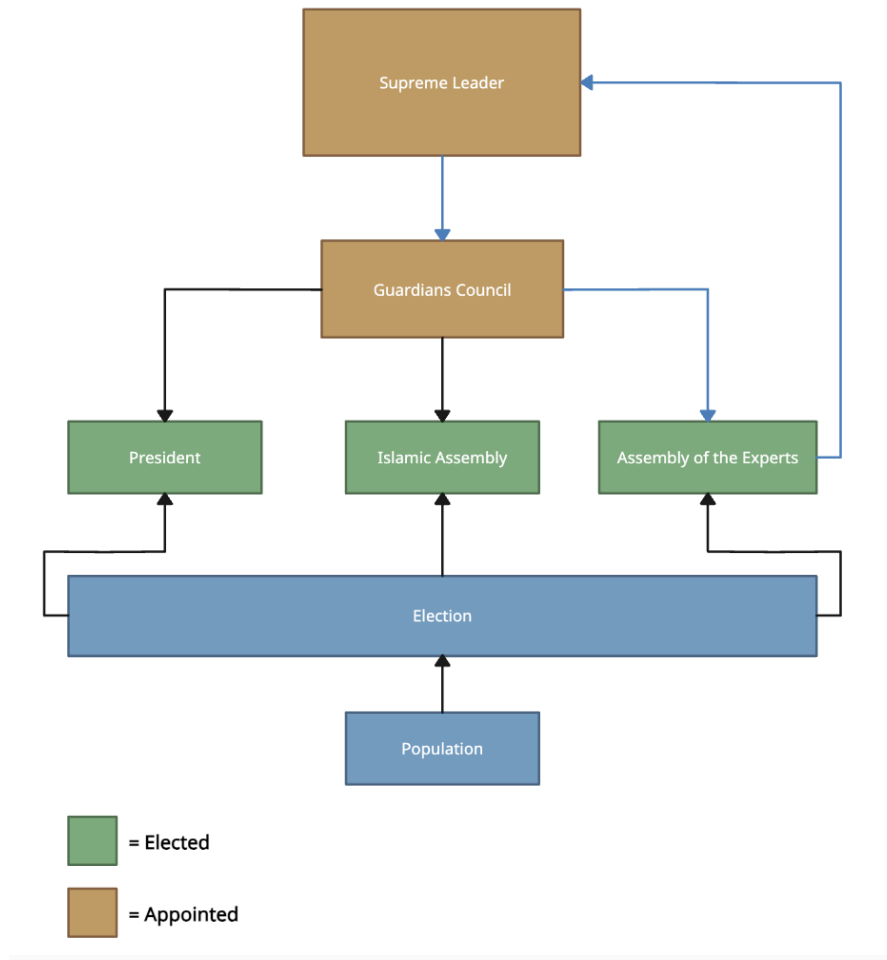 Supreme Leader
Guardians Council
President
Islamic Assembly
Assembly of the Experts
Election
Population
= Elected
= Appointed